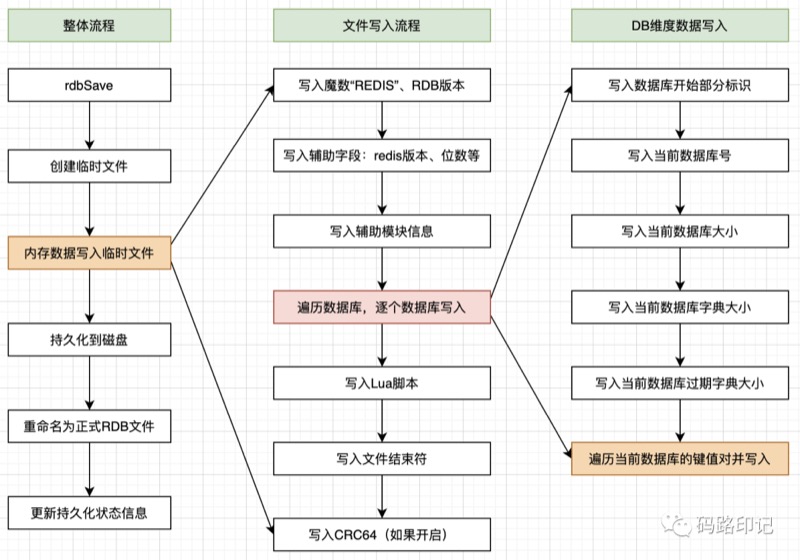 整体流程
rdbSave
创建临时文件
内存数据写入临时文件
持久化到磁盘
重命名为正式RDB文件
更新持久化状态信息
文件写入流程
写入魔数“REDIS”、RDB版本
写入辅助字段：redis版本、位数等
写入辅助模块信息
遍历数据库，逐个数据库写入
写入Lua脚本
写入文件结束符
写入CRC64（如果开启）
DB维度数据写入
写入数据库开始部分标识
写入当前数据库号
写入当前数据库大小
写入当前数据库字典大小
写入当前数据库过期字典大小
遍历当前数据库的键值对并写入
码路印记